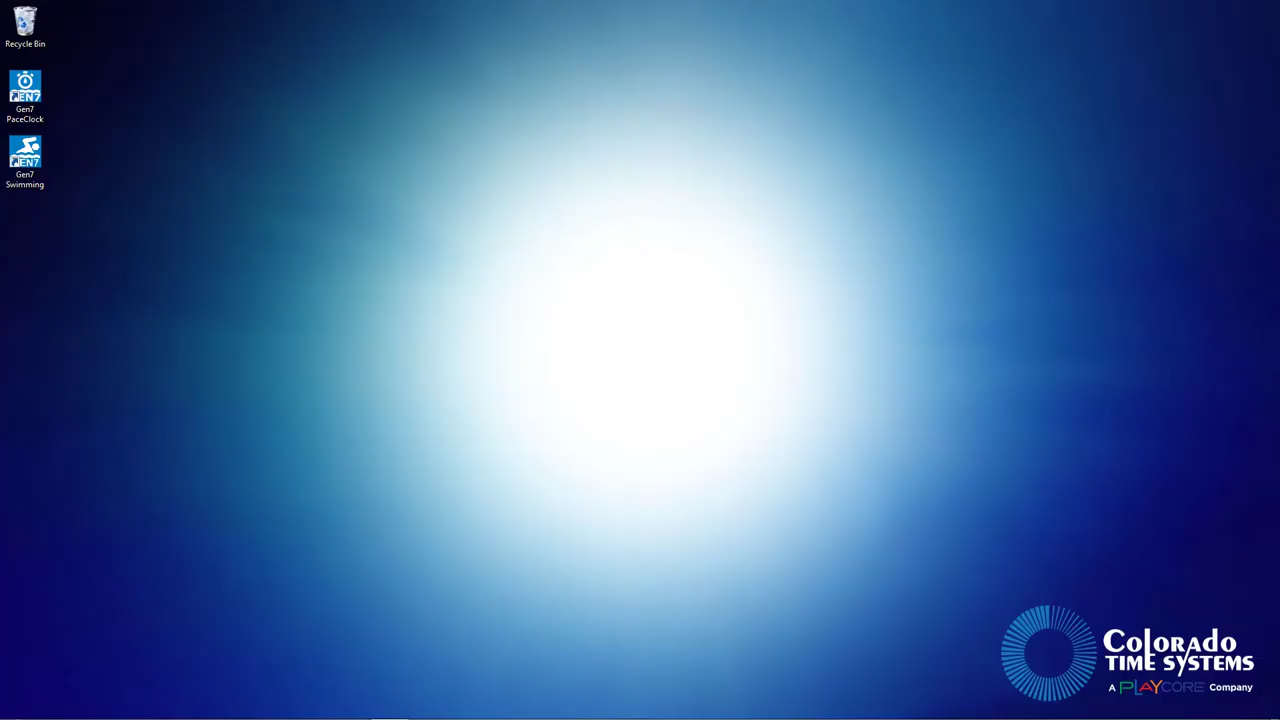 Recycle Bin
GEN7
Gen7
PaceClock
GEN7
Gen7
Swimming
Colorado
TIME SYSTEMS
A PLAYCORE Company